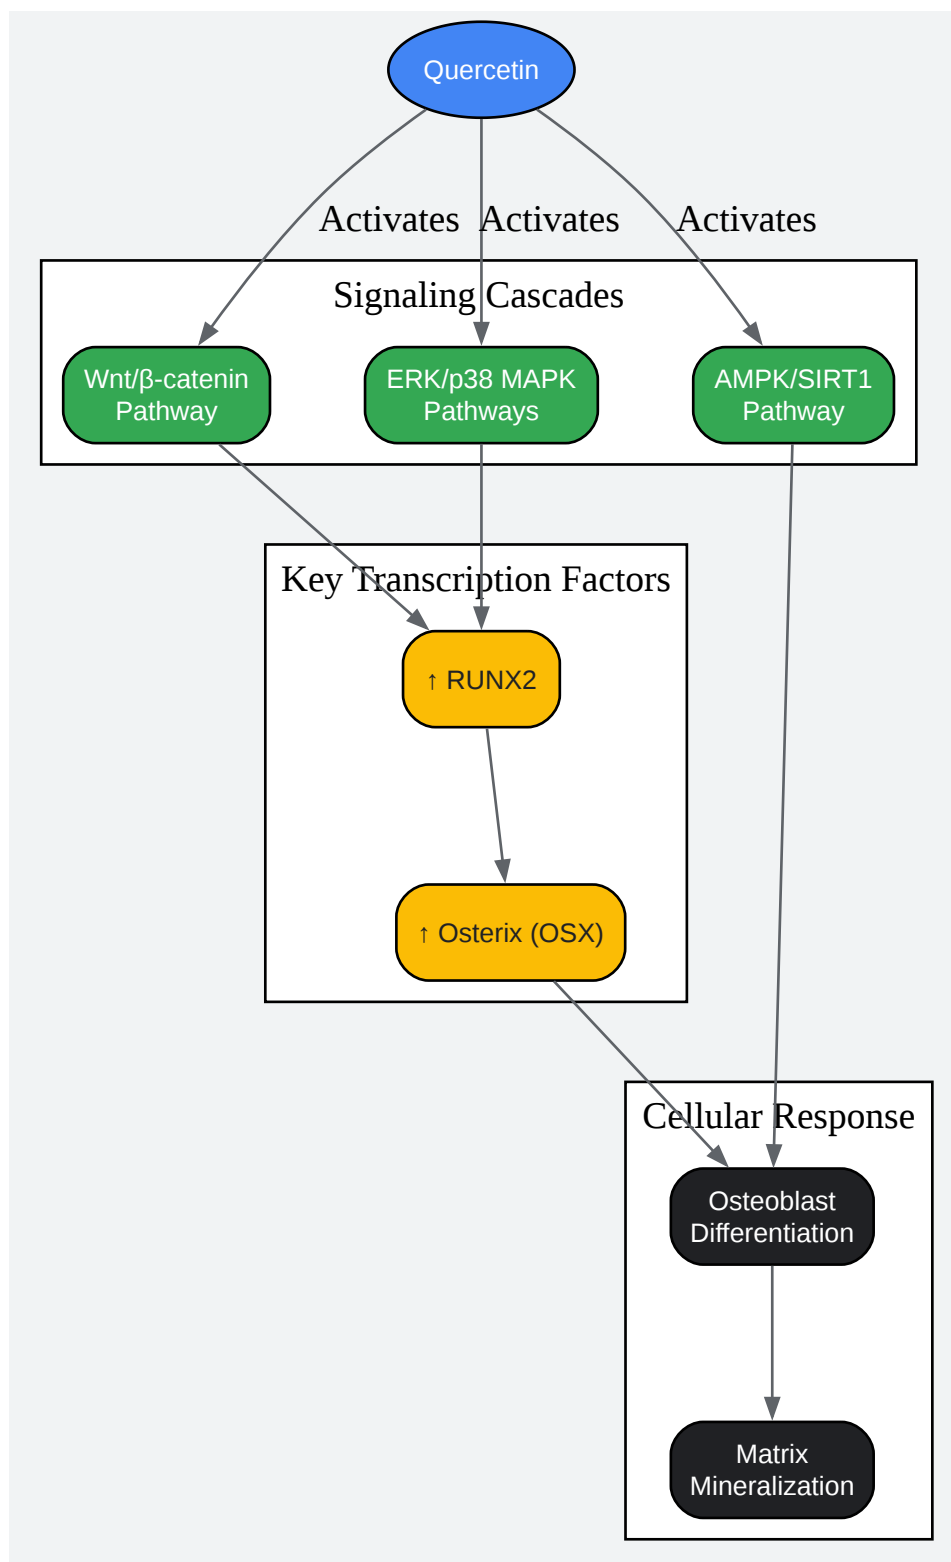 Quercetin
Activates
Activates
Activates
Signaling Cascades
Wnt/β-catenin
Pathway
ERK/p38 MAPK
Pathways
AMPK/SIRT1
Pathway
Key Transcription Factors
↑ RUNX2
↑ Osterix (OSX)
Cellular Response
Osteoblast
Differentiation
Matrix
Mineralization